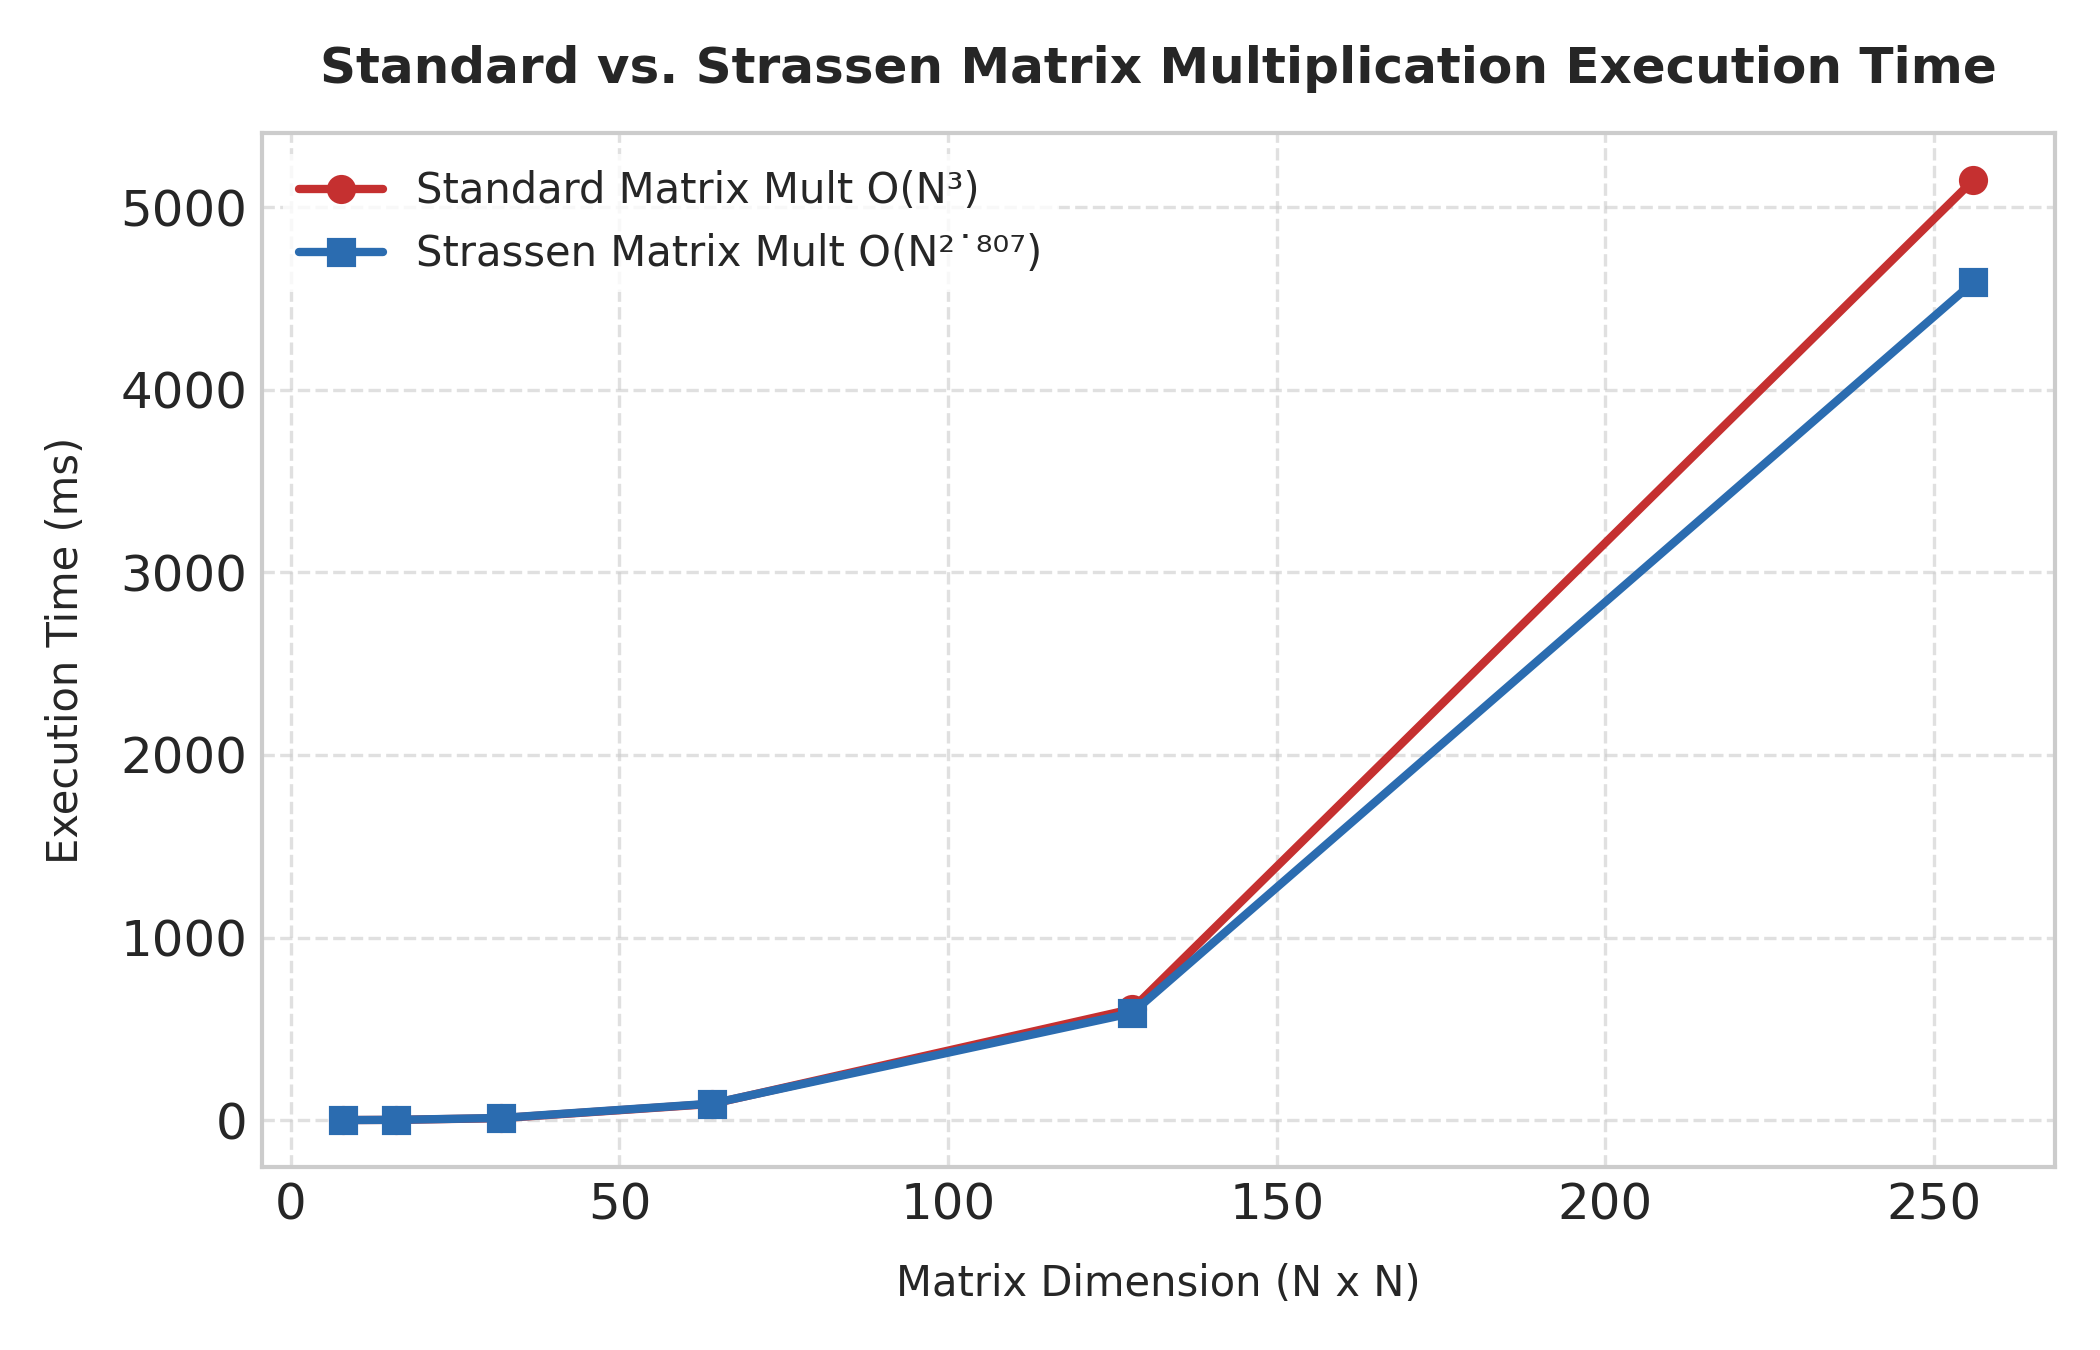 Standard vs. Strassen Matrix Multiplication Execution Time
Standard Matrix Mult O(N³)
Strassen Matrix Mult O(N²˙⁸⁰⁷)
Execution Time (ms)
5000
4000
3000
2000
1000
0
0 50 100 150 200 250
Matrix Dimension (N x N)